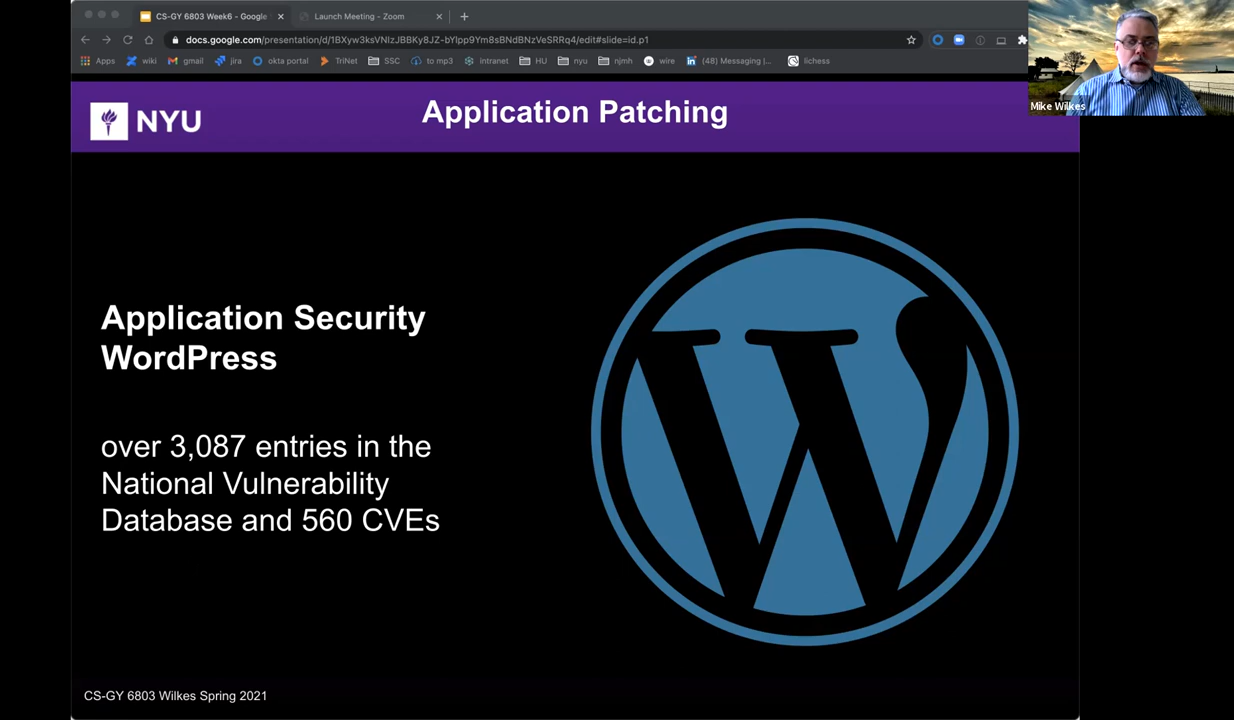 CS-GY 6803 Week6 - Google
Launch Meeting - Zoom
docs.google.com/presentation/d/1BXyw3ksVNIzJBBKy8JZ-bYlpp9Ym8sBNdBNzVeSRRq4/edit#slide=id.p1
Apps wiki gmail jira okta portal TriNet SSC to mp3 intranet HU nyu njmh wire (48) Messaging |... lichess
Mike Wilkes
NYU
Application Patching
Application Security
WordPress
over 3,087 entries in the
National Vulnerability
Database and 560 CVEs
CS-GY 6803 Wilkes Spring 2021